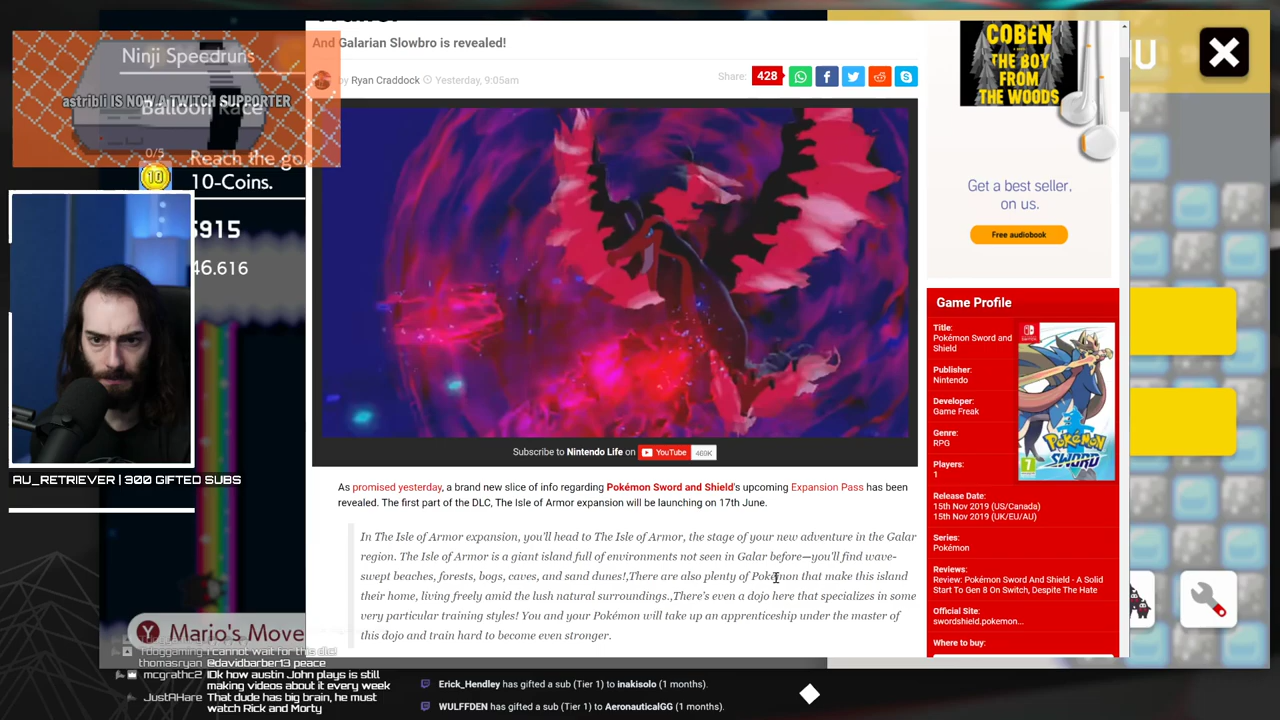 And Galarian Slowbro is revealed!
by Ryan Craddock Yesterday, 9:05am
Share: 428
Ninji Speedruns
astribli IS NOW A TWITCH SUPPORTER
Balloon Race
0/5
10
Reach the go
10-Coins.
5915
46.616
AU_RETRIEVER | 300 GIFTED SUBS
Subscribe to Nintendo Life on YouTube 460K
As promised yesterday, a brand new slice of info regarding Pokémon Sword and Shield's upcoming Expansion Pass has been
revealed. The first part of the DLC, The Isle of Armor expansion will be launching on 17th June.
In The Isle of Armor expansion, you'll head to The Isle of Armor, the stage of your new adventure in the Galar
region. The Isle of Armor is a giant island full of environments not seen in Galar before—you'll find wave-
swept beaches, forests, bogs, caves, and sand dunes!,There are also plenty of Pokémon that make this island
their home, living freely amid the lush natural surroundings.,There's even a dojo here that specializes in some
very particular training styles! You and your Pokémon will take up an apprenticeship under the master of
this dojo and train hard to become even stronger.
COBEN
THE BOY
FROM
THE WOODS
Get a best seller,
on us.
Free audiobook
U
Game Profile
Title:
Pokémon Sword and
Shield
Publisher:
Nintendo
Developer:
Game Freak
Genre:
RPG
Players:
1
Release Date:
15th Nov 2019 (US/Canada)
15th Nov 2019 (UK/EU/AU)
Series:
Pokémon
Reviews:
Review: Pokémon Sword And Shield - A Solid
Start To Gen 8 On Switch, Despite The Hate
Official Site:
swordshield.pokemon...
Where to buy:
POKéMON
SWORD
7
Y Mario's Move
i cannot wait for this dlc!
thomasryan @davidbarber13 peace
mcgrathc2 IDk how austin John plays is still
making videos about it every week
JustAHare That dude has big brain, he must
watch Rick and Morty
Erick_Hendley has gifted a sub (Tier 1) to inakisolo (1 months).
WULFFDEN has gifted a sub (Tier 1) to AeronauticalGG (1 months).